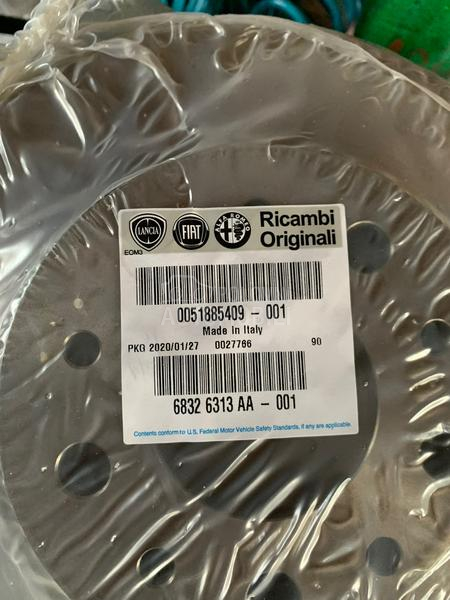 LANCIA FIAT ALFA ROMEO Ricambi
Originali
EOM3
0051885409 - 001
Made in Italy
PKG 2020/01/27 0027766 90
6832 6313 AA - 001
Contents conform to U.S. Federal Motor Vehicle Safety Standards, if any are applicable.